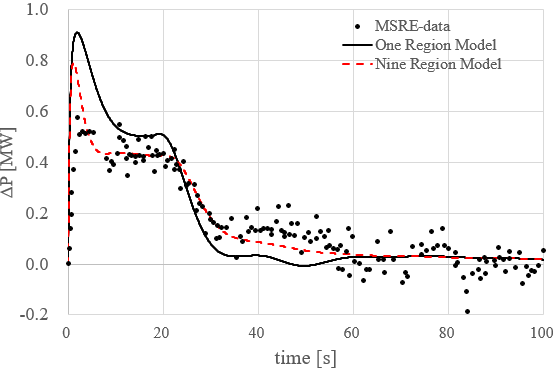 1.0
0.8
0.6
0.4
0.2
0.0
-0.2
ΔP [MW]
MSRE-data
One Region Model
Nine Region Model
0 20 40 60 80 100
time [s]